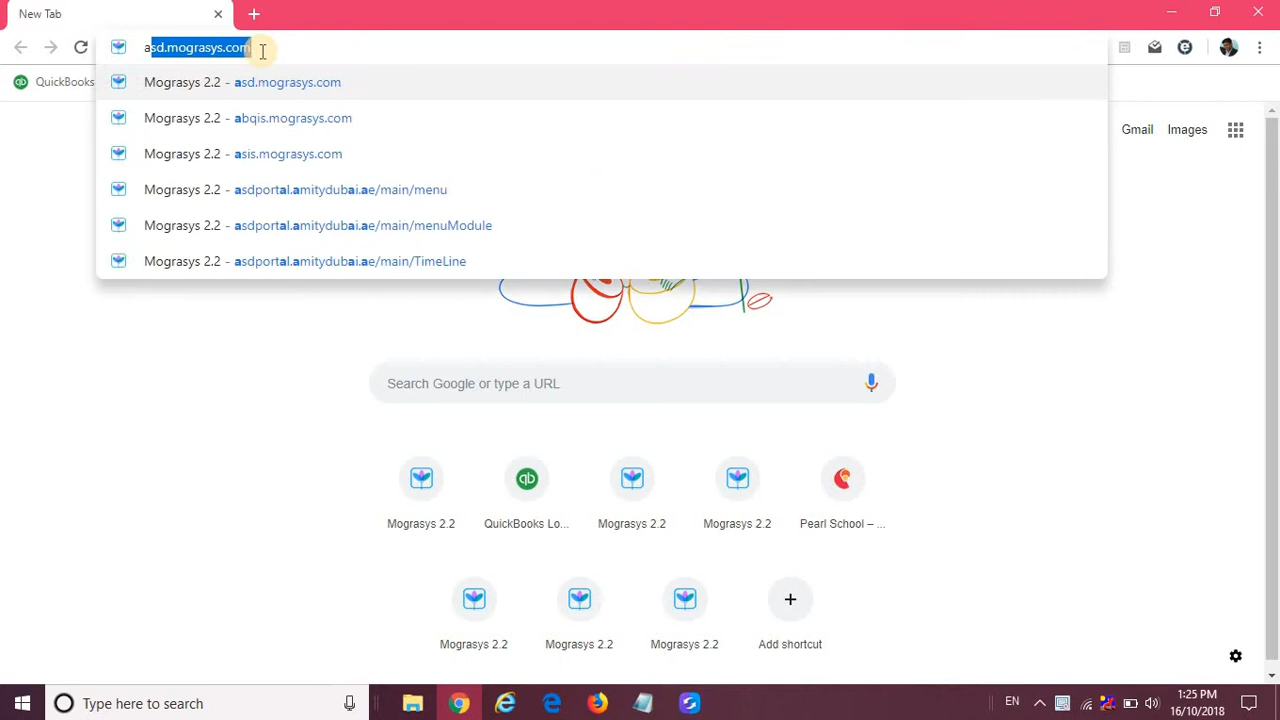 New Tab
asd.mograsys.com
QuickBooks
Mograsys 2.2 - asd.mograsys.com
Mograsys 2.2 - abqis.mograsys.com
Mograsys 2.2 - asis.mograsys.com
Mograsys 2.2 - asdportal.amitydubai.ae/main/menu
Mograsys 2.2 - asdportal.amitydubai.ae/main/menuModule
Mograsys 2.2 - asdportal.amitydubai.ae/main/TimeLine
Gmail Images
Search Google or type a URL
Mograsys 2.2 QuickBooks Lo... Mograsys 2.2 Mograsys 2.2 Pearl School – ...
Mograsys 2.2 Mograsys 2.2 Mograsys 2.2 Add shortcut
Type here to search
EN
1:25 PM
16/10/2018